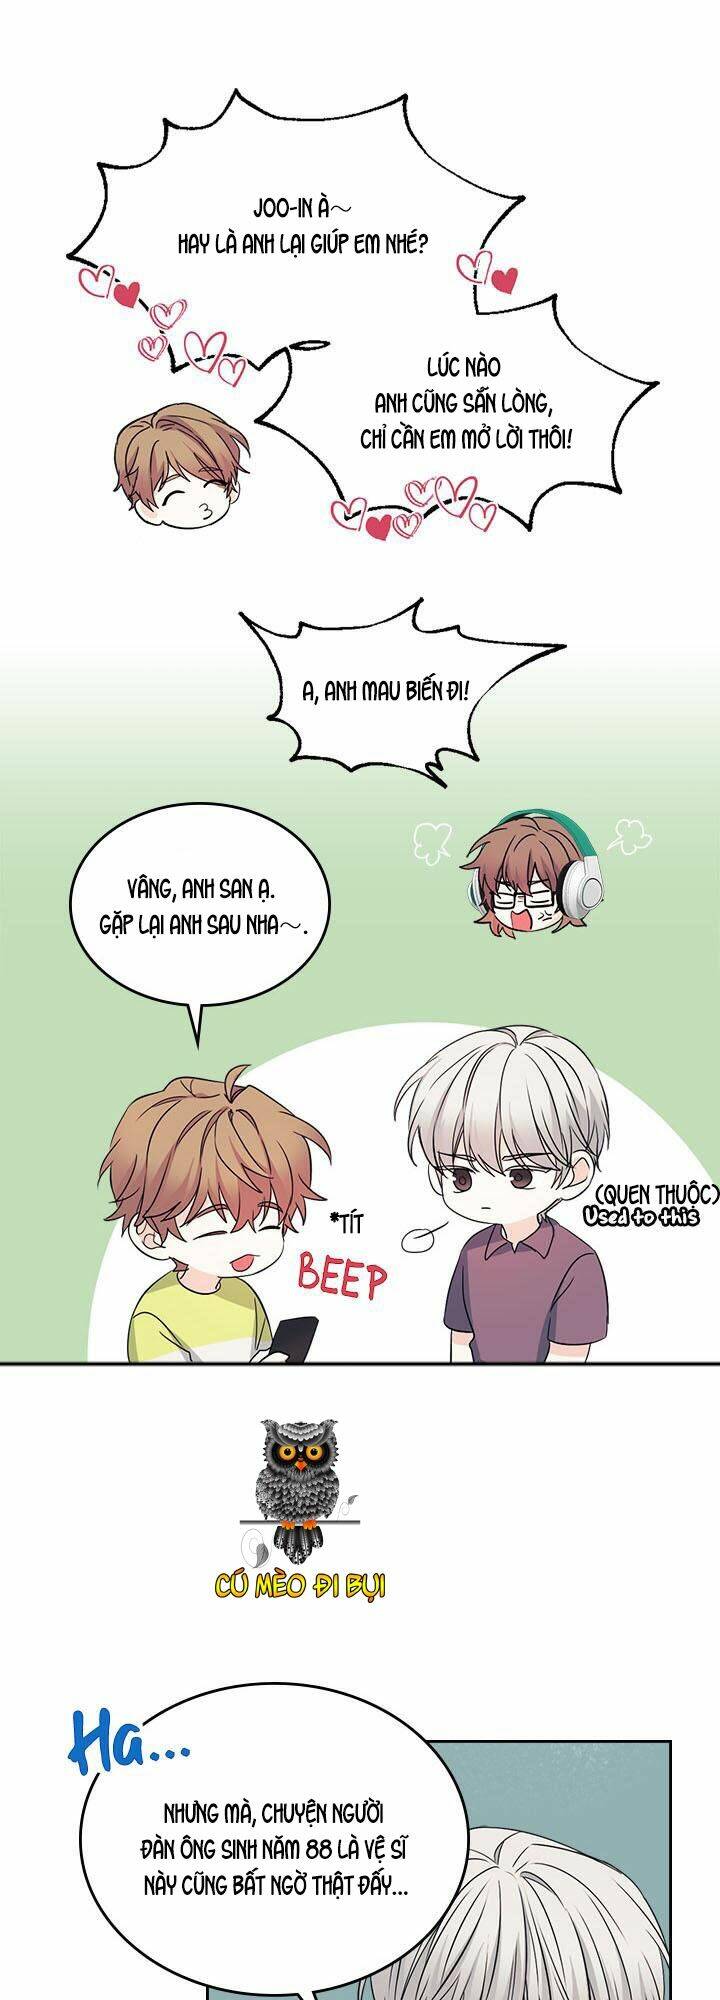 JOO-IN À~
HAY LÀ ANH LẠI GIÚP EM NHÉ?
LÚC NÀO
ANH CŨNG SẮN LÒNG,
CHỈ CẦN EM MỞ LỜI THÔI!
A, ANH MAU BIẾN ĐI!
VÂNG, ANH SAN Ạ.
GẶP LẠI ANH SAU NHA~.
*TÍT
BEEP
(QUEN THUỘC)
Used to this
CÚ MÈO ĐI BỤI
Ha...
NHƯNG MÀ, CHUYỆN NGƯỜI
ĐÀN ÔNG SINH NĂM 88 LÀ VỆ SĨ
NÀY CŨNG BẤT NGỜ THẬT ĐẤY...